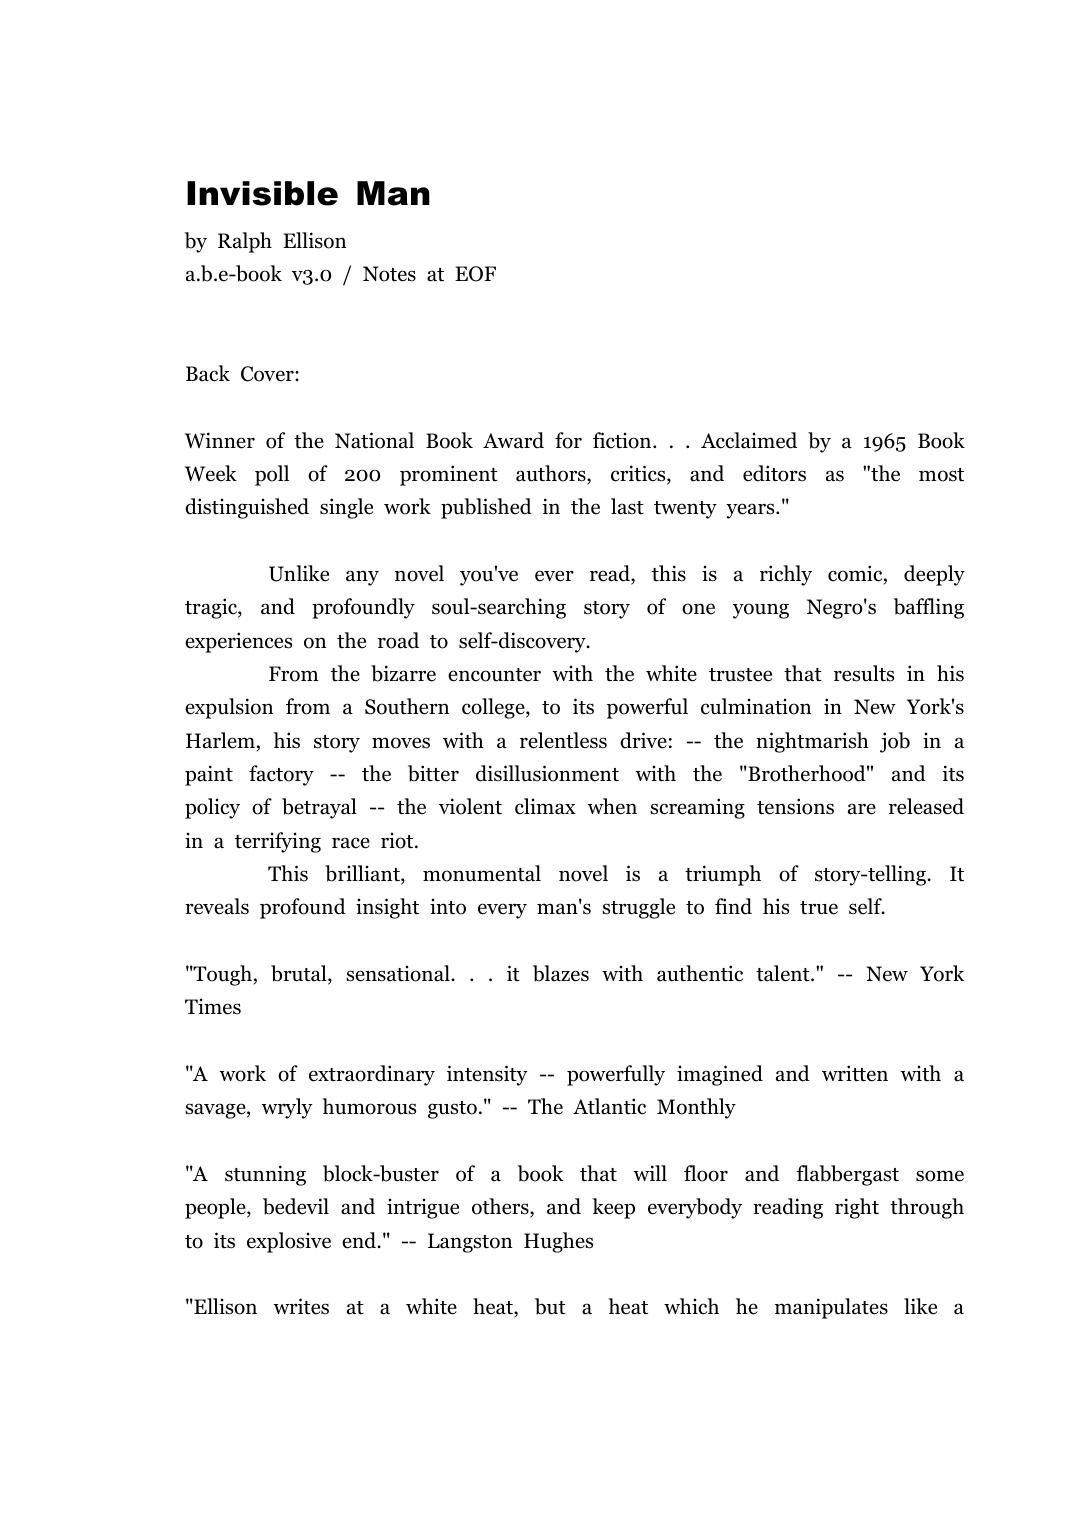 Invisible Man
by Ralph Ellison
a.b.e-book v3.0 / Notes at EOF
Back Cover:
Winner of the National Book Award for fiction. . . Acclaimed by a 1965 Book
Week poll of 200 prominent authors, critics, and editors as "the most
distinguished single work published in the last twenty years."
Unlike any novel you've ever read, this is a richly comic, deeply
tragic, and profoundly soul-searching story of one young Negro's baffling
experiences on the road to self-discovery.
From the bizarre encounter with the white trustee that results in his
expulsion from a Southern college, to its powerful culmination in New York's
Harlem, his story moves with a relentless drive: -- the nightmarish job in a
paint factory -- the bitter disillusionment with the "Brotherhood" and its
policy of betrayal -- the violent climax when screaming tensions are released
in a terrifying race riot.
This brilliant, monumental novel is a triumph of story-telling. It
reveals profound insight into every man's struggle to find his true self.
"Tough, brutal, sensational. . . it blazes with authentic talent." -- New York
Times
"A work of extraordinary intensity -- powerfully imagined and written with a
savage, wryly humorous gusto." -- The Atlantic Monthly
"A stunning block-buster of a book that will floor and flabbergast some
people, bedevil and intrigue others, and keep everybody reading right through
to its explosive end." -- Langston Hughes
"Ellison writes at a white heat, but a heat which he manipulates like a